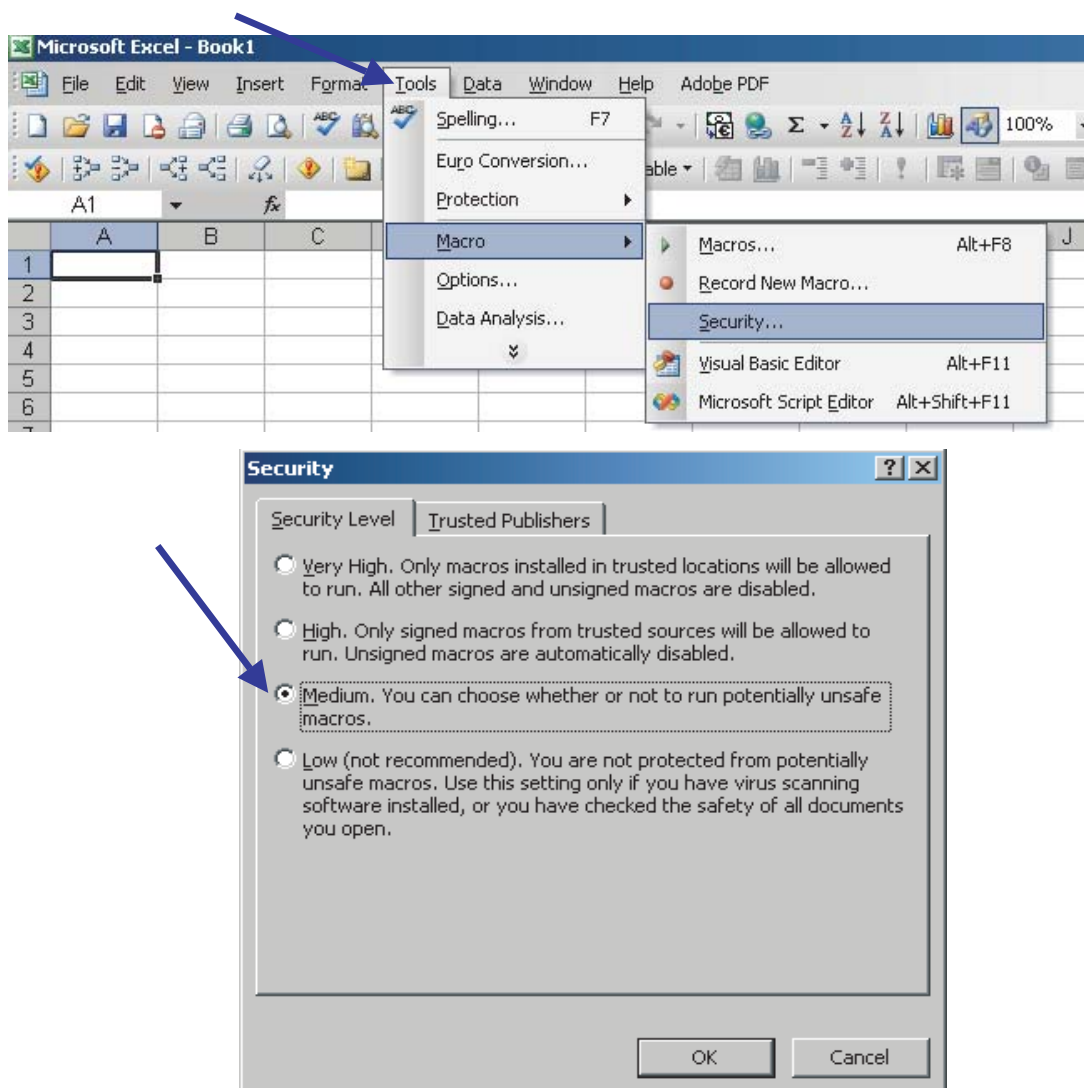 Microsoft Excel - Book1
File Edit View Insert Format Tools Data Window Help Adobe PDF
ABC Σ A Z Z A 100%
ABC Spelling... F7
Euro Conversion...
able
Protection
A1 fx
A B C J
Macro
Macros... Alt+F8
1
Options...
Record New Macro...
2
Data Analysis...
Security...
3
4
Visual Basic Editor Alt+F11
5
Microsoft Script Editor Alt+Shift+F11
6
Security
Security Level Trusted Publishers
Very High. Only macros installed in trusted locations will be allowed
to run. All other signed and unsigned macros are disabled.
High. Only signed macros from trusted sources will be allowed to
run. Unsigned macros are automatically disabled.
Medium. You can choose whether or not to run potentially unsafe
macros.
Low (not recommended). You are not protected from potentially
unsafe macros. Use this setting only if you have virus scanning
software installed, or you have checked the safety of all documents
you open.
OK Cancel